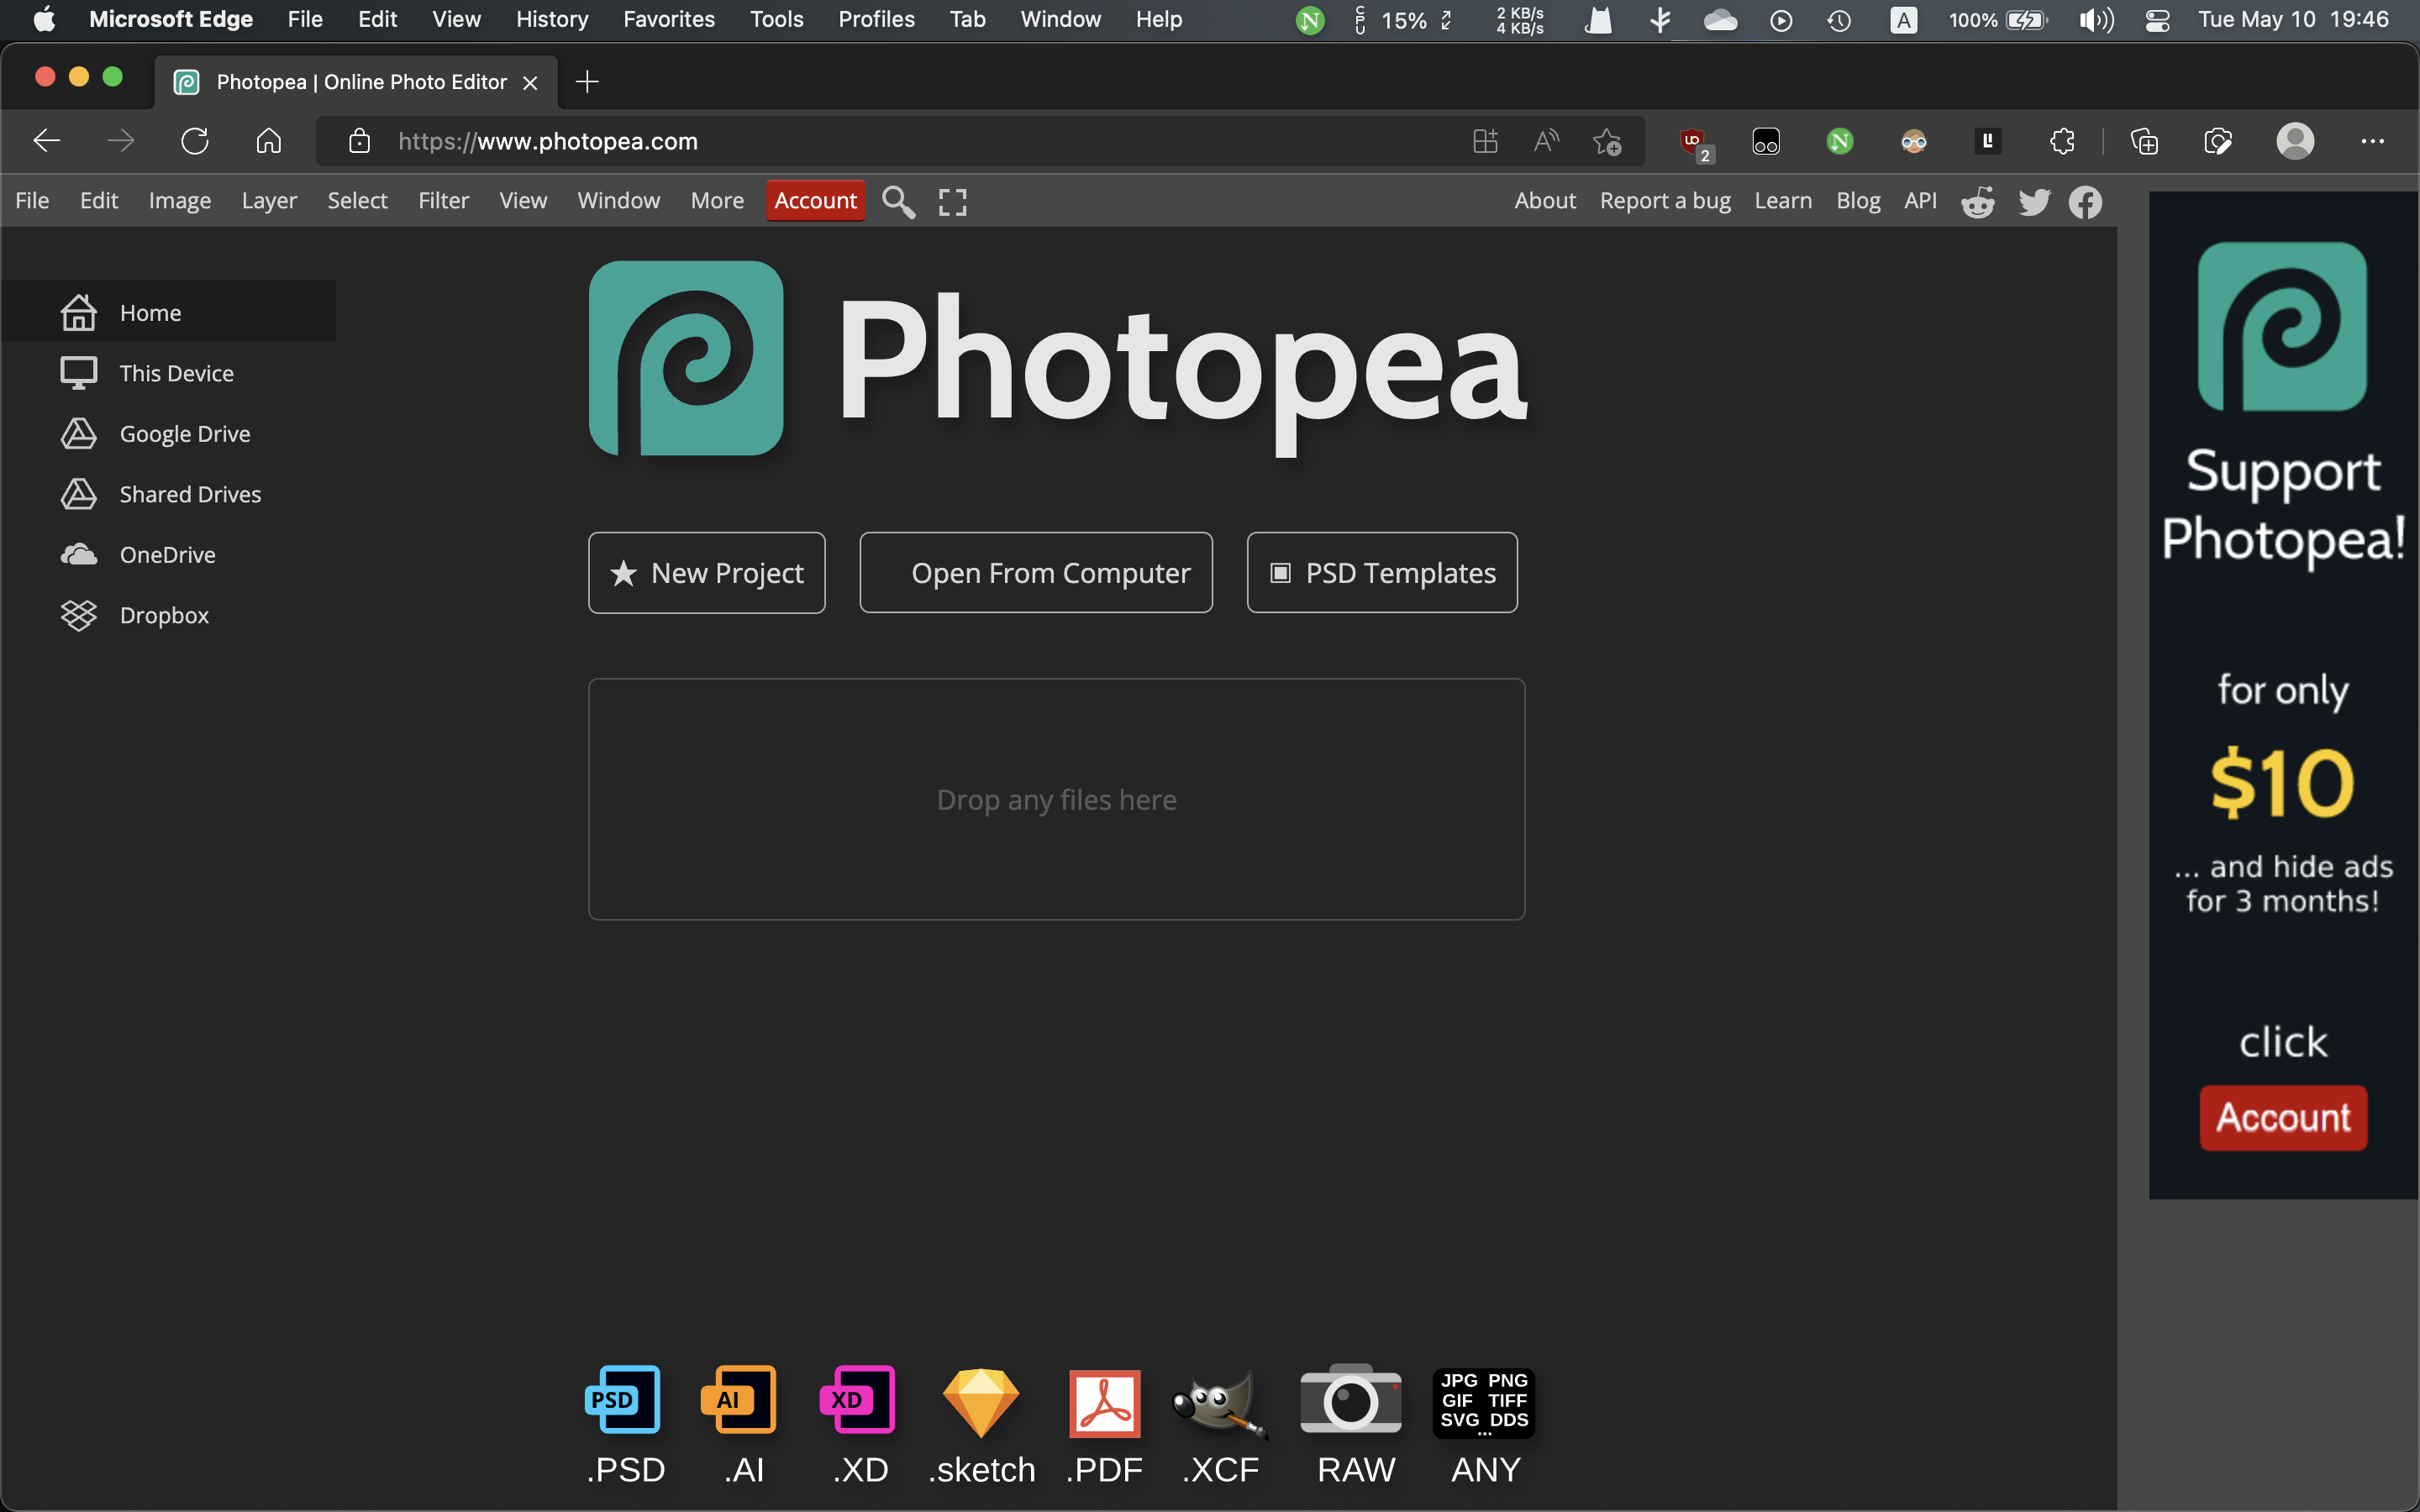 Microsoft Edge File Edit View History Favorites Tools Profiles Tab Window Help
N CPU 15% 2 KB/s 4 KB/s A 100% Tue May 10 19:46
Photopea | Online Photo Editor
https://www.photopea.com
2 N
File Edit Image Layer Select Filter View Window More Account
About Report a bug Learn Blog API
Home
This Device
Google Drive
Shared Drives
OneDrive
Dropbox
Photopea
New Project Open From Computer PSD Templates
Drop any files here
PSD AI XD
JPG PNG
GIF TIFF
SVG DDS
...
.PSD .AI .XD .sketch .PDF .XCF RAW ANY
Support
Photopea!
for only
$10
... and hide ads
for 3 months!
click
Account